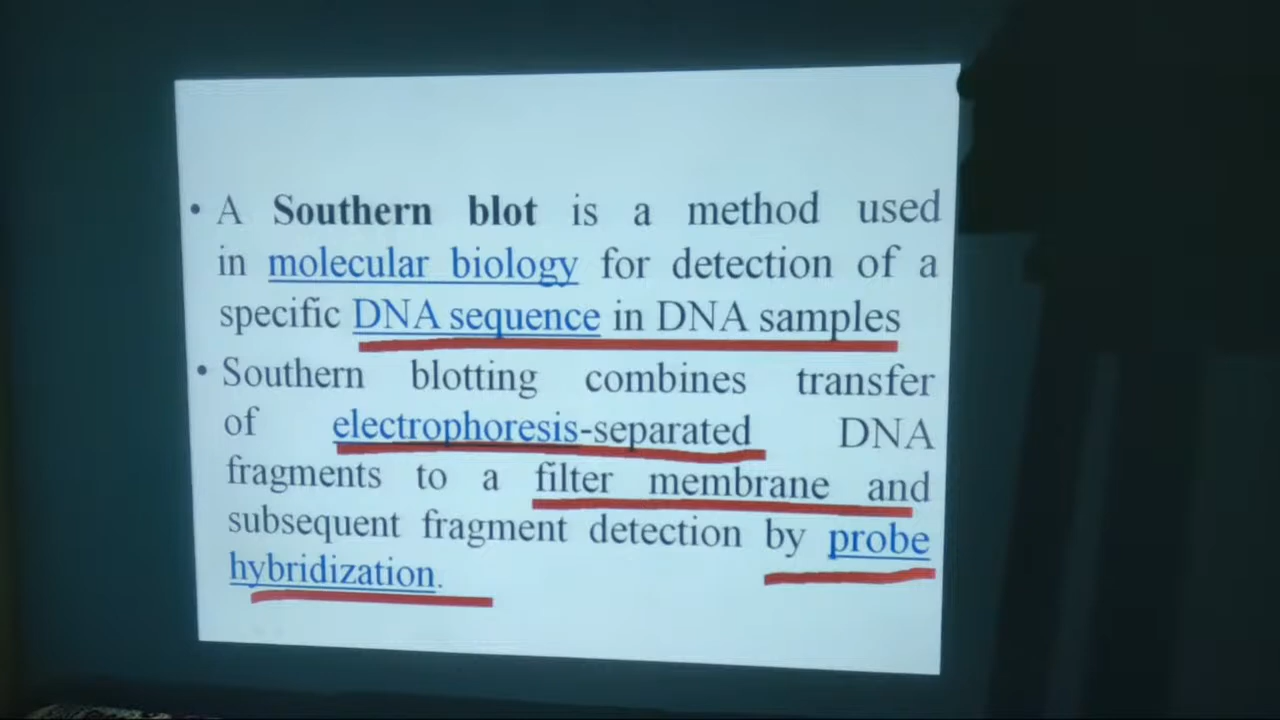 • A Southern blot is a method used
in molecular biology for detection of a
specific DNA sequence in DNA samples
• Southern blotting combines transfer
of electrophoresis-separated DNA
fragments to a filter membrane and
subsequent fragment detection by probe
hybridization.